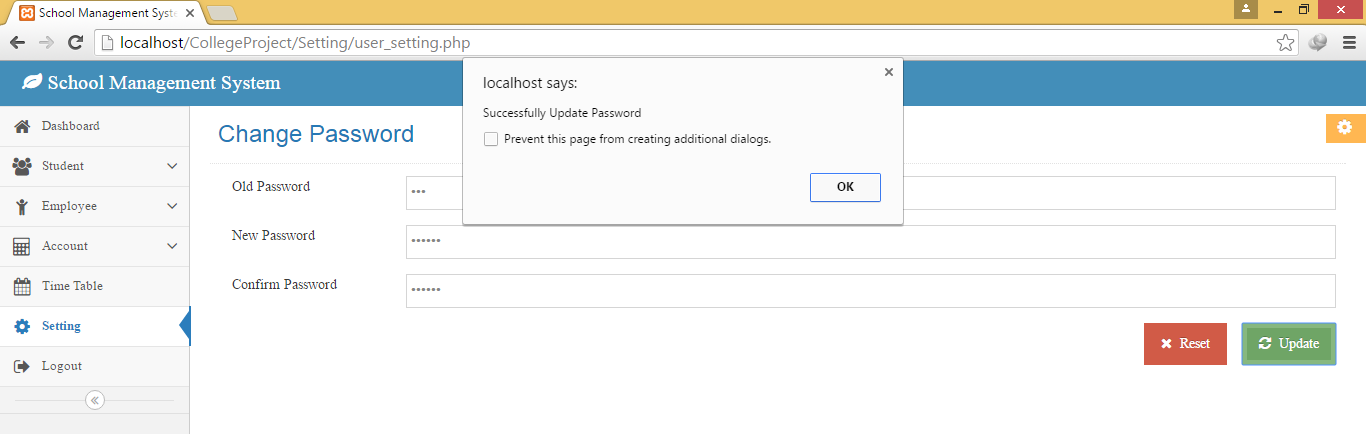 School Management Syste
localhost/CollegeProject/Setting/user_setting.php
School Management System
localhost says:
Successfully Update Password
Prevent this page from creating additional dialogs.
OK
Dashboard
Student
Employee
Account
Time Table
Setting
Logout
Change Password
Old Password
•••
New Password
••••••
Confirm Password
••••••
Reset
Update